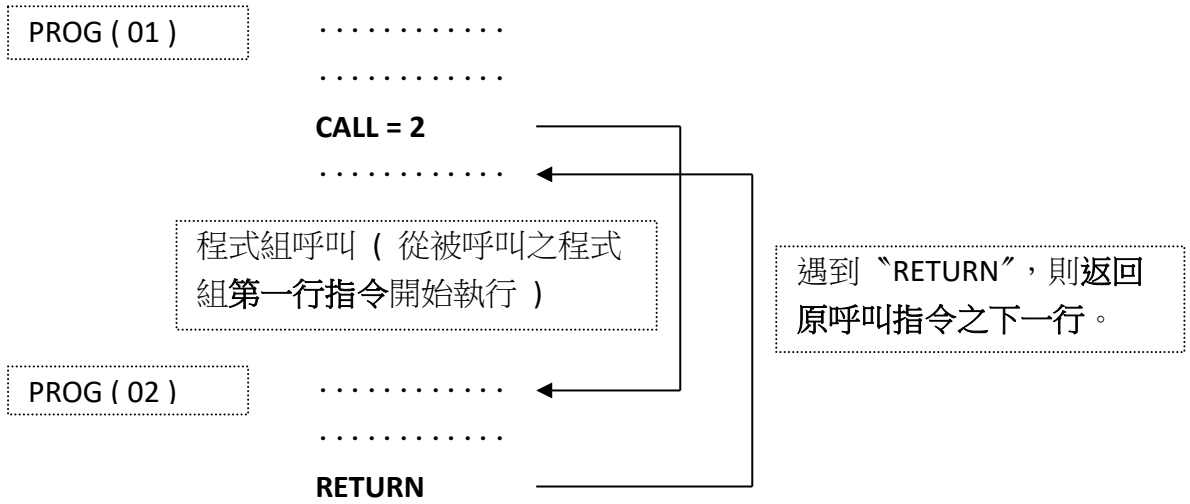 PROG ( 01 )
............
............
CALL = 2
............
程式組呼叫 ( 從被呼叫之程式
組第一行指令開始執行 )
遇到〝RETURN〞，則返回
原呼叫指令之下一行。
PROG ( 02 )
............
............
RETURN